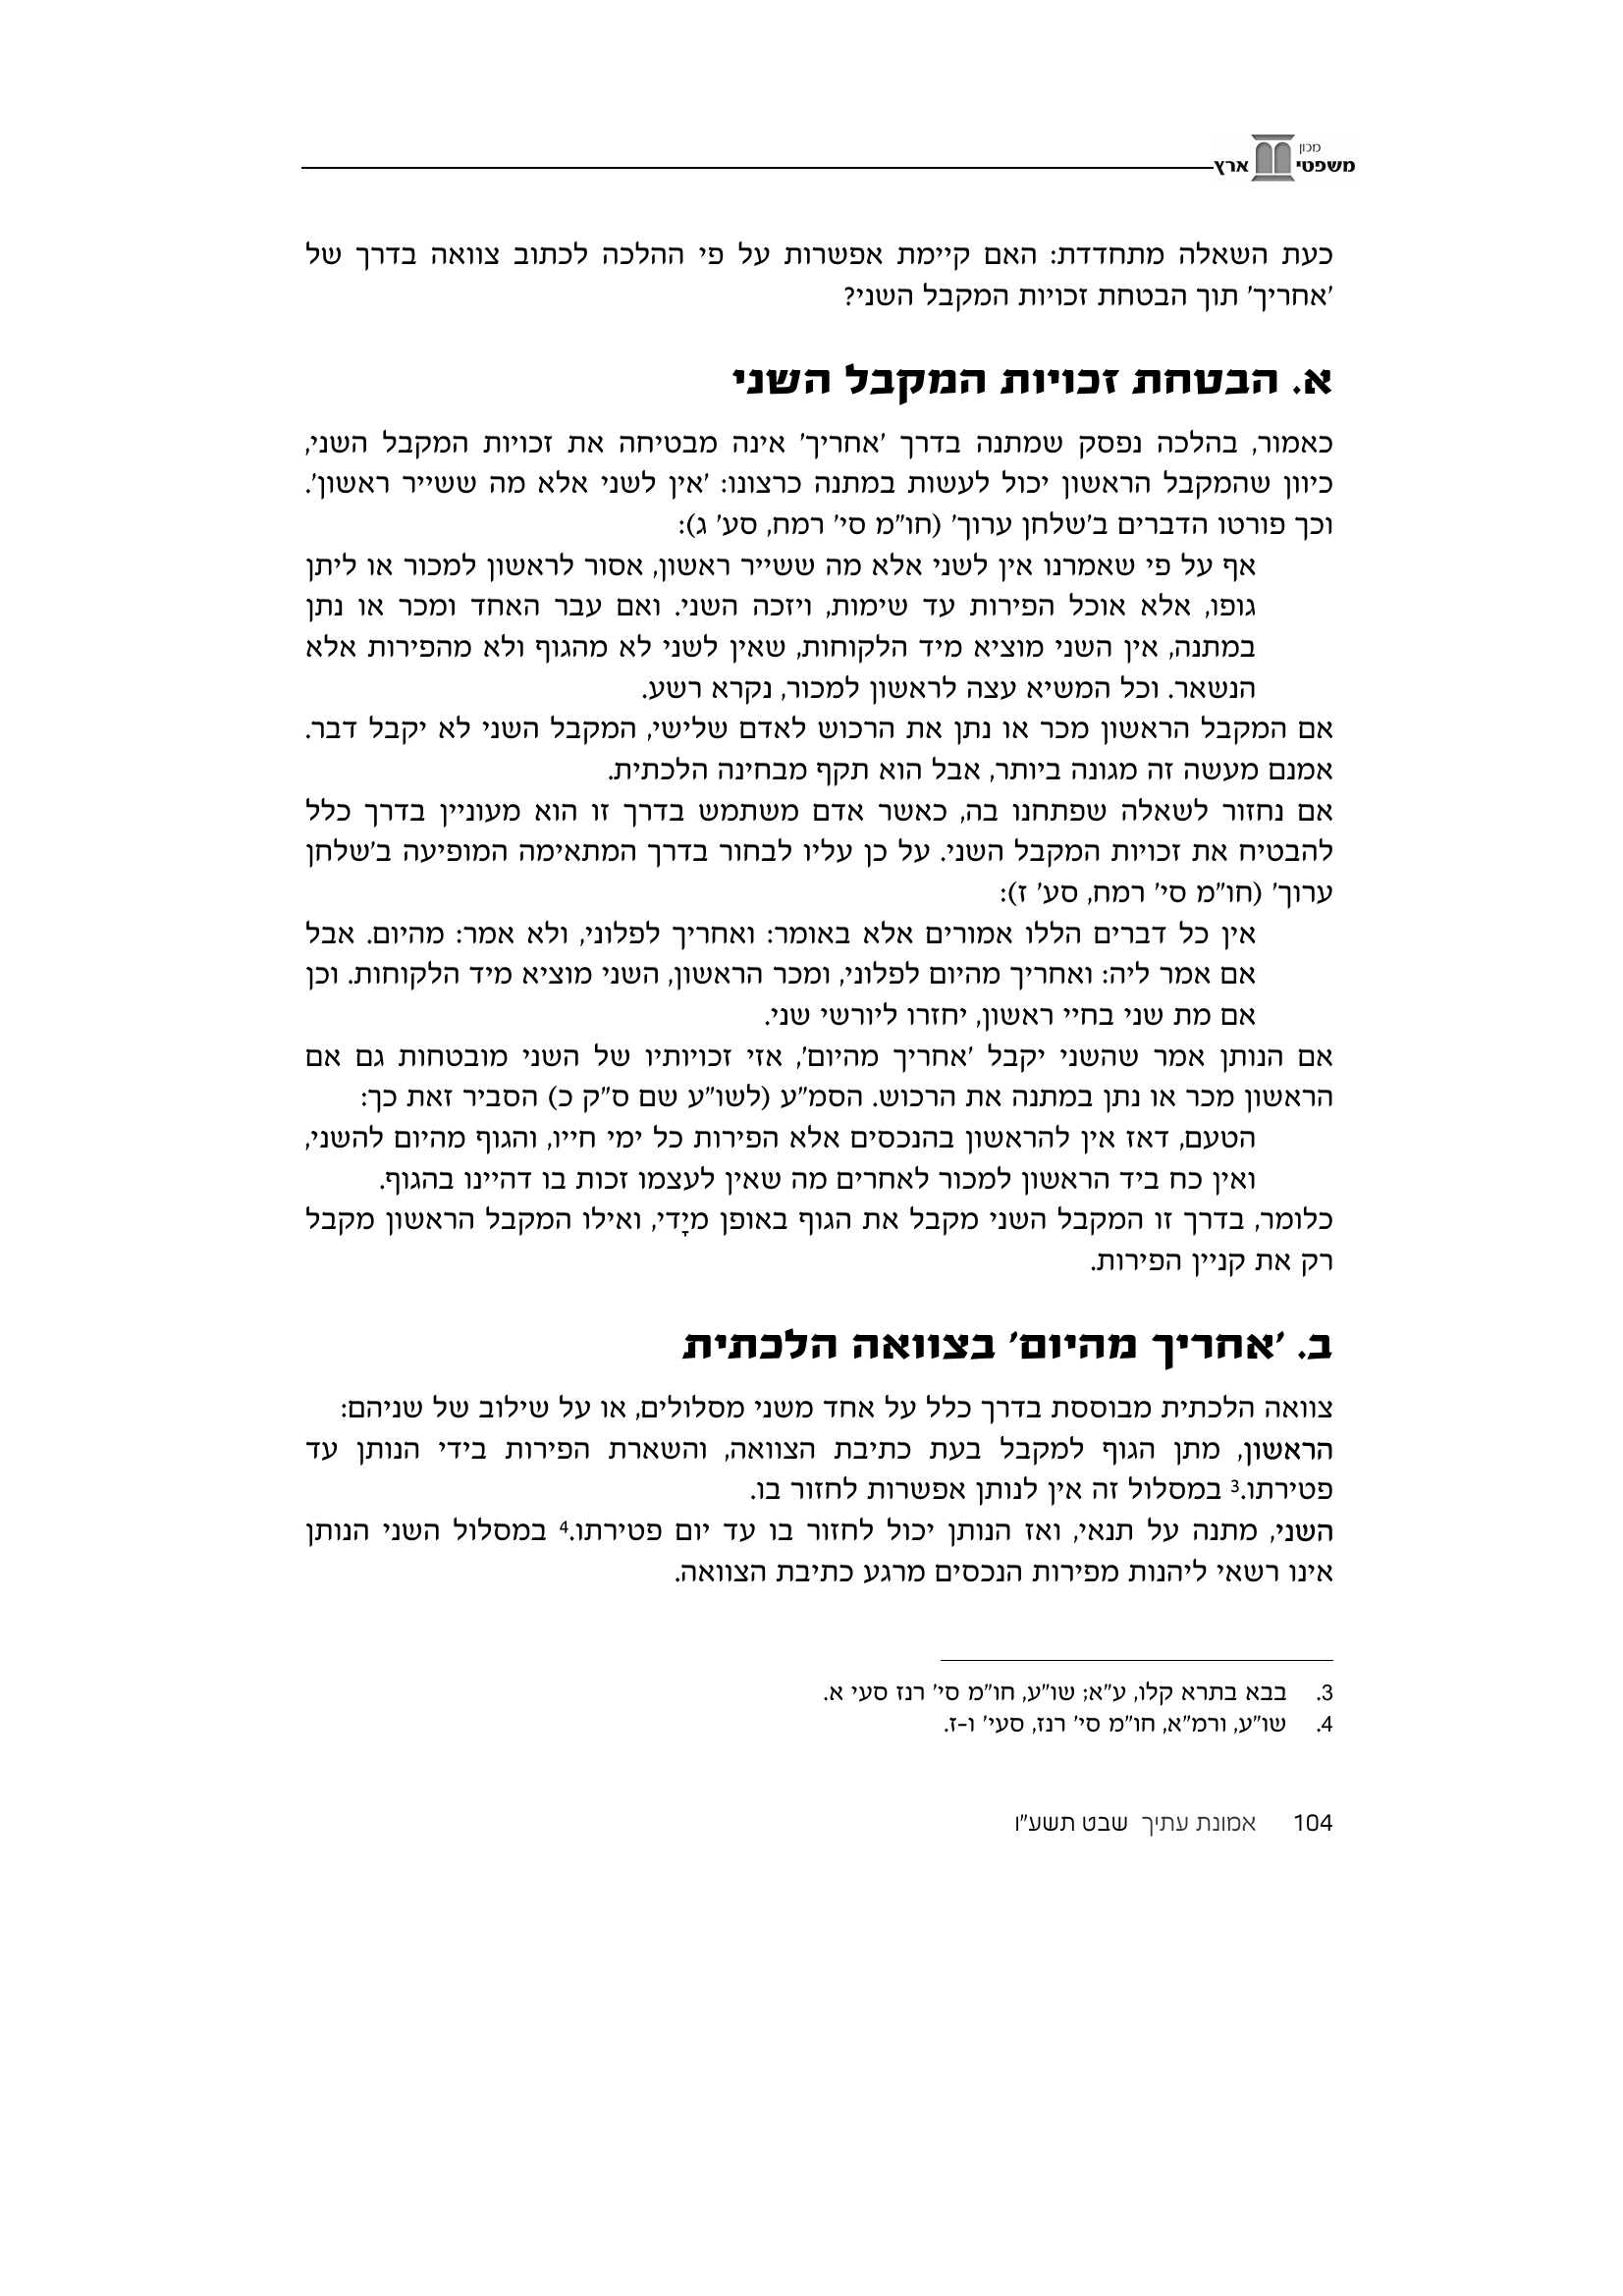 מכון
משפטי ארץ
כעת השאלה מתחדדת: האם קיימת אפשרות על פי ההלכה לכתוב צוואה בדרך של
'אחריך' תוך הבטחת זכויות המקבל השני?
א. הבטחת זכויות המקבל השני
כאמור, בהלכה נפסק שמתנה בדרך 'אחריך' אינה מבטיחה את זכויות המקבל השני,
כיוון שהמקבל הראשון יכול לעשות במתנה כרצונו: 'אין לשני אלא מה ששייר ראשון'.
וכך פורטו הדברים ב'שלחן ערוך' (חו"מ סי' רמח, סע' ג):
אף על פי שאמרנו אין לשני אלא מה ששייר ראשון, אסור לראשון למכור או ליתן
גופו, אלא אוכל הפירות עד שימות, ויזכה השני. ואם עבר האחד ומכר או נתן
במתנה, אין השני מוציא מיד הלקוחות, שאין לשני לא מהגוף ולא מהפירות אלא
הנשאר. וכל המשיא עצה לראשון למכור, נקרא רשע.
אם המקבל הראשון מכר או נתן את הרכוש לאדם שלישי, המקבל השני לא יקבל דבר.
אמנם מעשה זה מגונה ביותר, אבל הוא תקף מבחינה הלכתית.
אם נחזור לשאלה שפתחנו בה, כאשר אדם משתמש בדרך זו הוא מעוניין בדרך כלל
להבטיח את זכויות המקבל השני. על כן עליו לבחור בדרך המתאימה המופיעה ב'שלחן
ערוך' (חו"מ סי' רמח, סע' ז):
אין כל דברים הללו אמורים אלא באומר: ואחריך לפלוני, ולא אמר: מהיום. אבל
אם אמר ליה: ואחריך מהיום לפלוני, ומכר הראשון, השני מוציא מיד הלקוחות. וכן
אם מת שני בחיי ראשון, יחזרו ליורשי שני.
אם הנותן אמר שהשני יקבל 'אחריך מהיום', אזי זכויותיו של השני מובטחות גם אם
הראשון מכר או נתן במתנה את הרכוש. הסמ"ע (לשו"ע שם ס"ק כ) הסביר זאת כך:
הטעם, דאז אין להראשון בהנכסים אלא הפירות כל ימי חייו, והגוף מהיום להשני,
ואין כח ביד הראשון למכור לאחרים מה שאין לעצמו זכות בו דהיינו בהגוף.
כלומר, בדרך זו המקבל השני מקבל את הגוף באופן מיָדי, ואילו המקבל הראשון מקבל
רק את קניין הפירות.
ב. 'אחריך מהיום' בצוואה הלכתית
צוואה הלכתית מבוססת בדרך כלל על אחד משני מסלולים, או על שילוב של שניהם:
הראשון, מתן הגוף למקבל בעת כתיבת הצוואה, והשארת הפירות בידי הנותן עד
פטירתו.3 במסלול זה אין לנותן אפשרות לחזור בו.
השני, מתנה על תנאי, ואז הנותן יכול לחזור בו עד יום פטירתו.4 במסלול השני הנותן
אינו רשאי ליהנות מפירות הנכסים מרגע כתיבת הצוואה.
3. בבא בתרא קלו, ע"א; שו"ע, חו"מ סי' רנז סעי א.
4. שו"ע, ורמ"א, חו"מ סי' רנז, סעי' ו-ז.
104 אמונת עתיך שבט תשע"ו